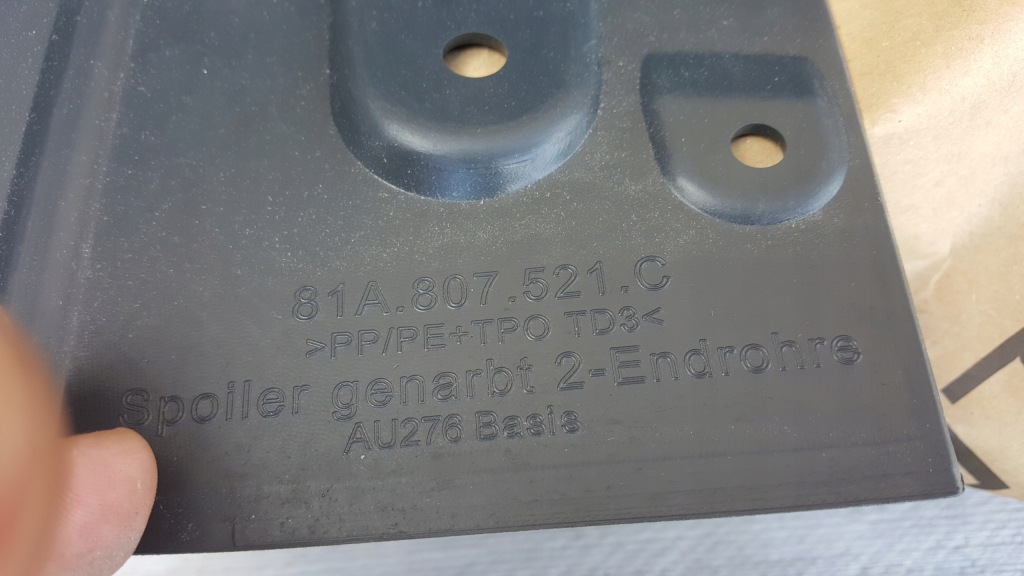 81A.807.521.C
>PP/PE+TPO TD3<
Spoiler genarbt 2-Endrohre
AU276 Basis